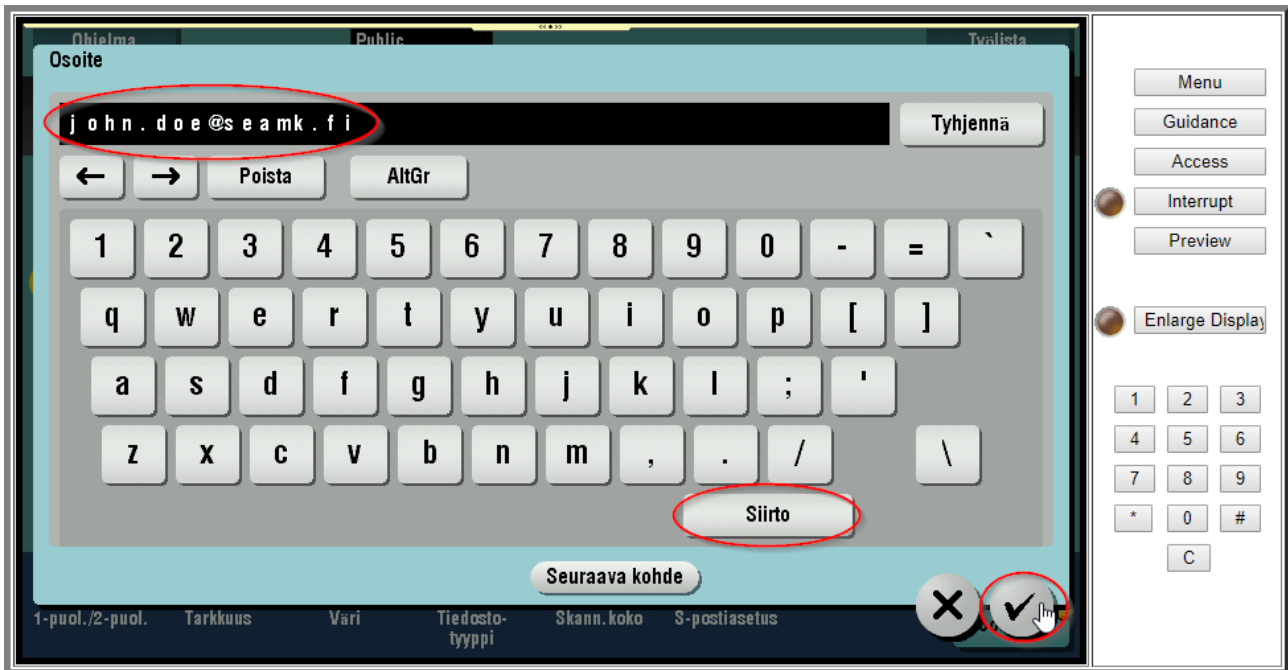 Ohjelma Public Työlista
Osoite
john.doe@seamk.fi Tyhjennä
← → Poista AltGr
1 2 3 4 5 6 7 8 9 0 - = `
q w e r t y u i o p [ ]
a s d f g h j k l ; '
z x c v b n m , . / \
Siirto
Seuraava kohde
1-puol./2-puol. Tarkkuus Väri Tiedosto- Skann.koko S-postiasetus
tyyppi
Menu
Guidance
Access
Interrupt
Preview
Enlarge Display
1 2 3
4 5 6
7 8 9
* 0 #
C